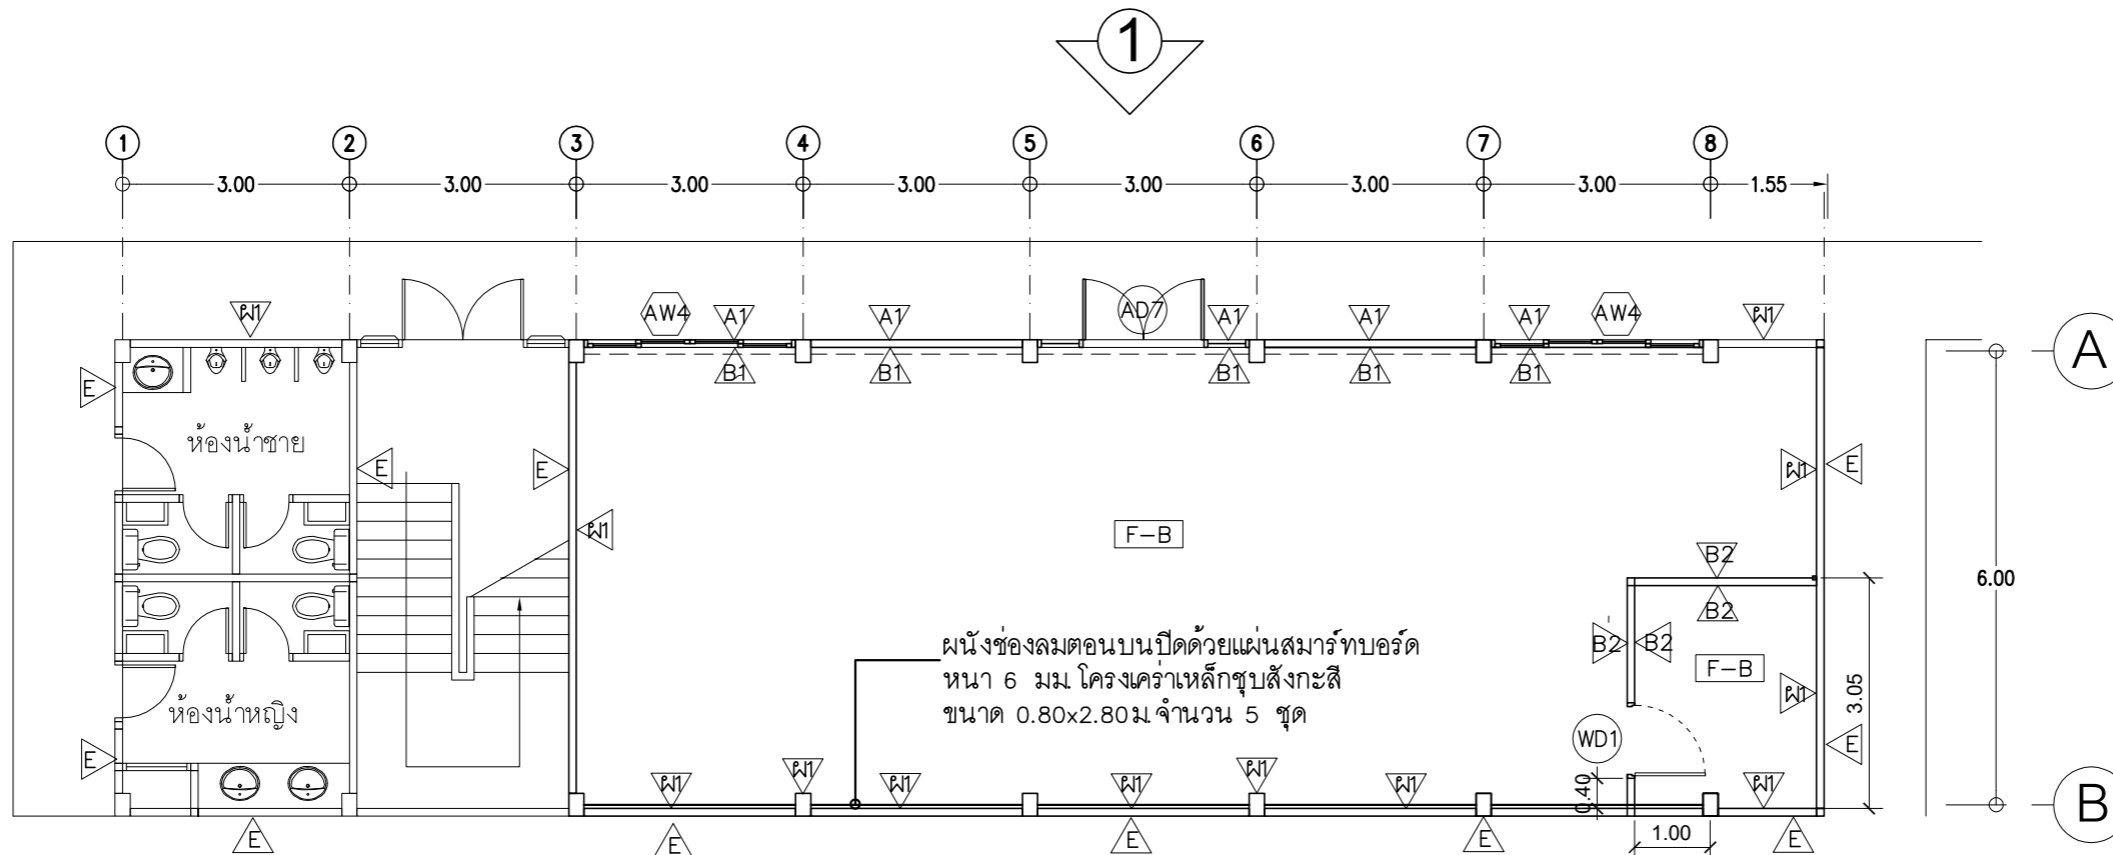 1
1 2 3 4 5 6 7 8
3.00 3.00 3.00 3.00 3.00 3.00 3.00 1.55
ผ1 AW4 A1 A1 AD7 A1 A1 A1 AW4 ผ1
A
B1 B1 B1 B1 B1
E
ห้องน้ำชาย
E E ผ1 E
ผ1
F-B
B2
6.00
B2
ผนังช่องลมตอนบนปิดด้วยแผ่นสมาร์ทบอร์ด
หนา 6 มม. โครงเคร่าเหล็กชุบสังกะสี
ขนาด 0.80x2.80ม. จำนวน 5 ชุด
B2 B2
F-B
ผ1
3.05
ห้องน้ำหญิง
WD1
E E
ผ1 ผ1 ผ1 ผ1 ผ1 ผ1 ผ1
0.40
B
E E E E E
1.00